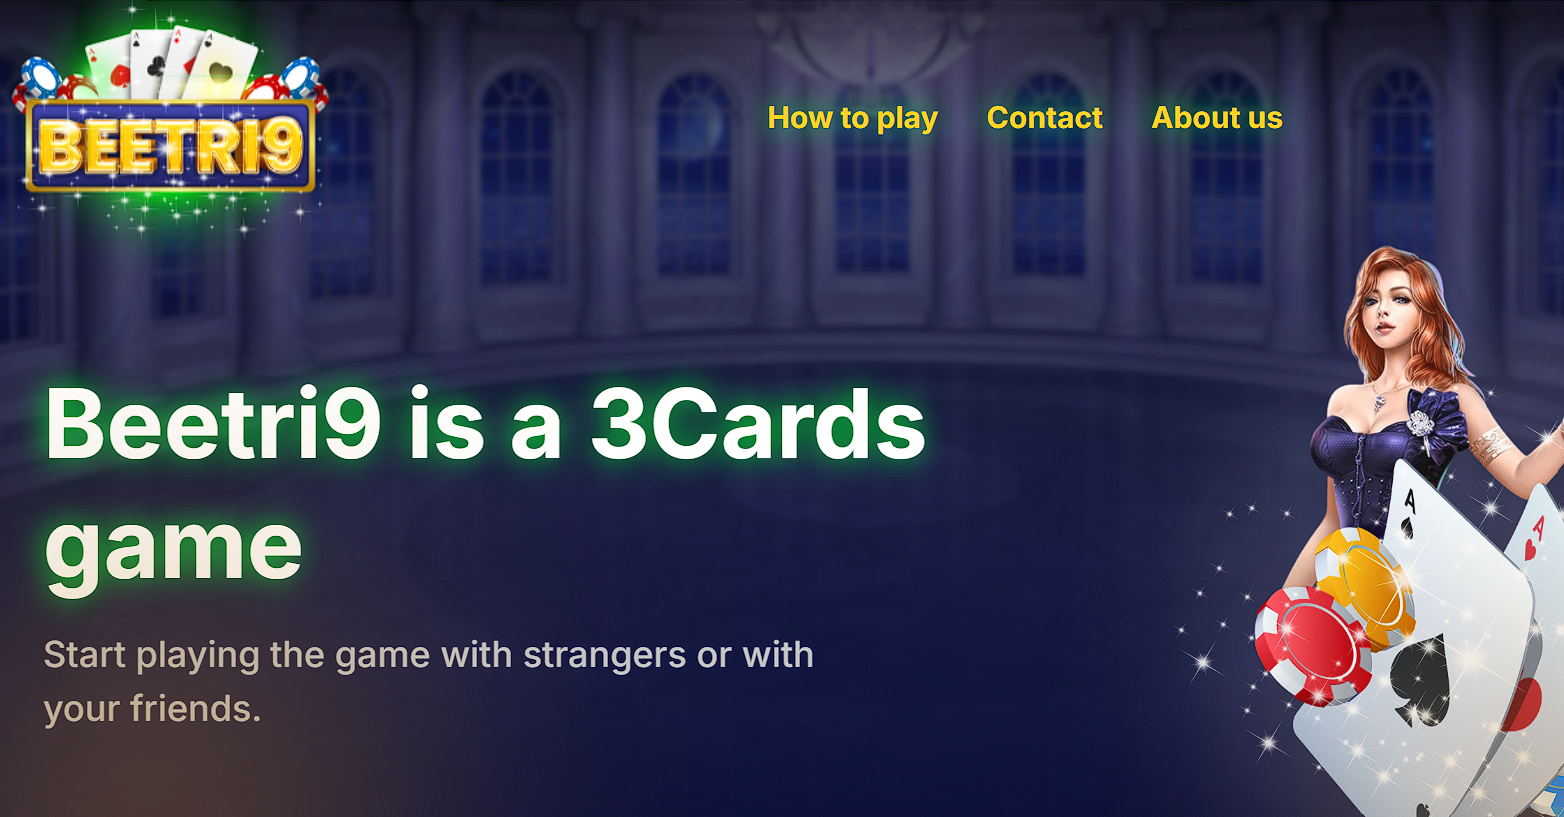 BEETRI9
How to play Contact About us
Beetri9 is a 3Cards
game
Start playing the game with strangers or with
your friends.
A
A